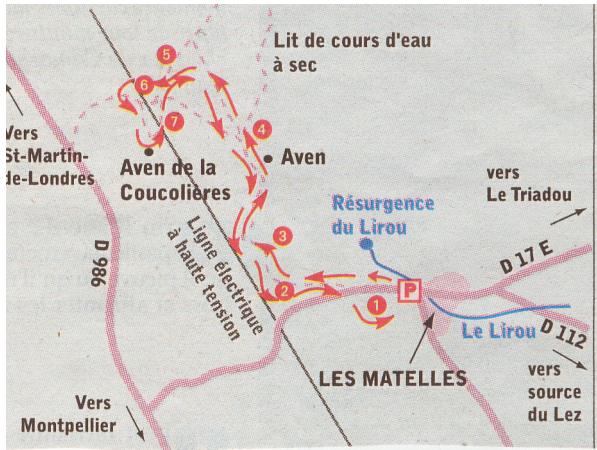 Lit de cours d'eau
à sec
5
6
7
4
Vers
St-Martin-
de-Londres
Aven de la
Coucolières
Aven
vers
Le Triadou
Résurgence
du Lirou
D 986
Ligne électrique
à haute tension
3
D 17 E
2
P
1
Le Lirou
D 112
LES MATELLES
Vers
Montpellier
vers
source
du Lez